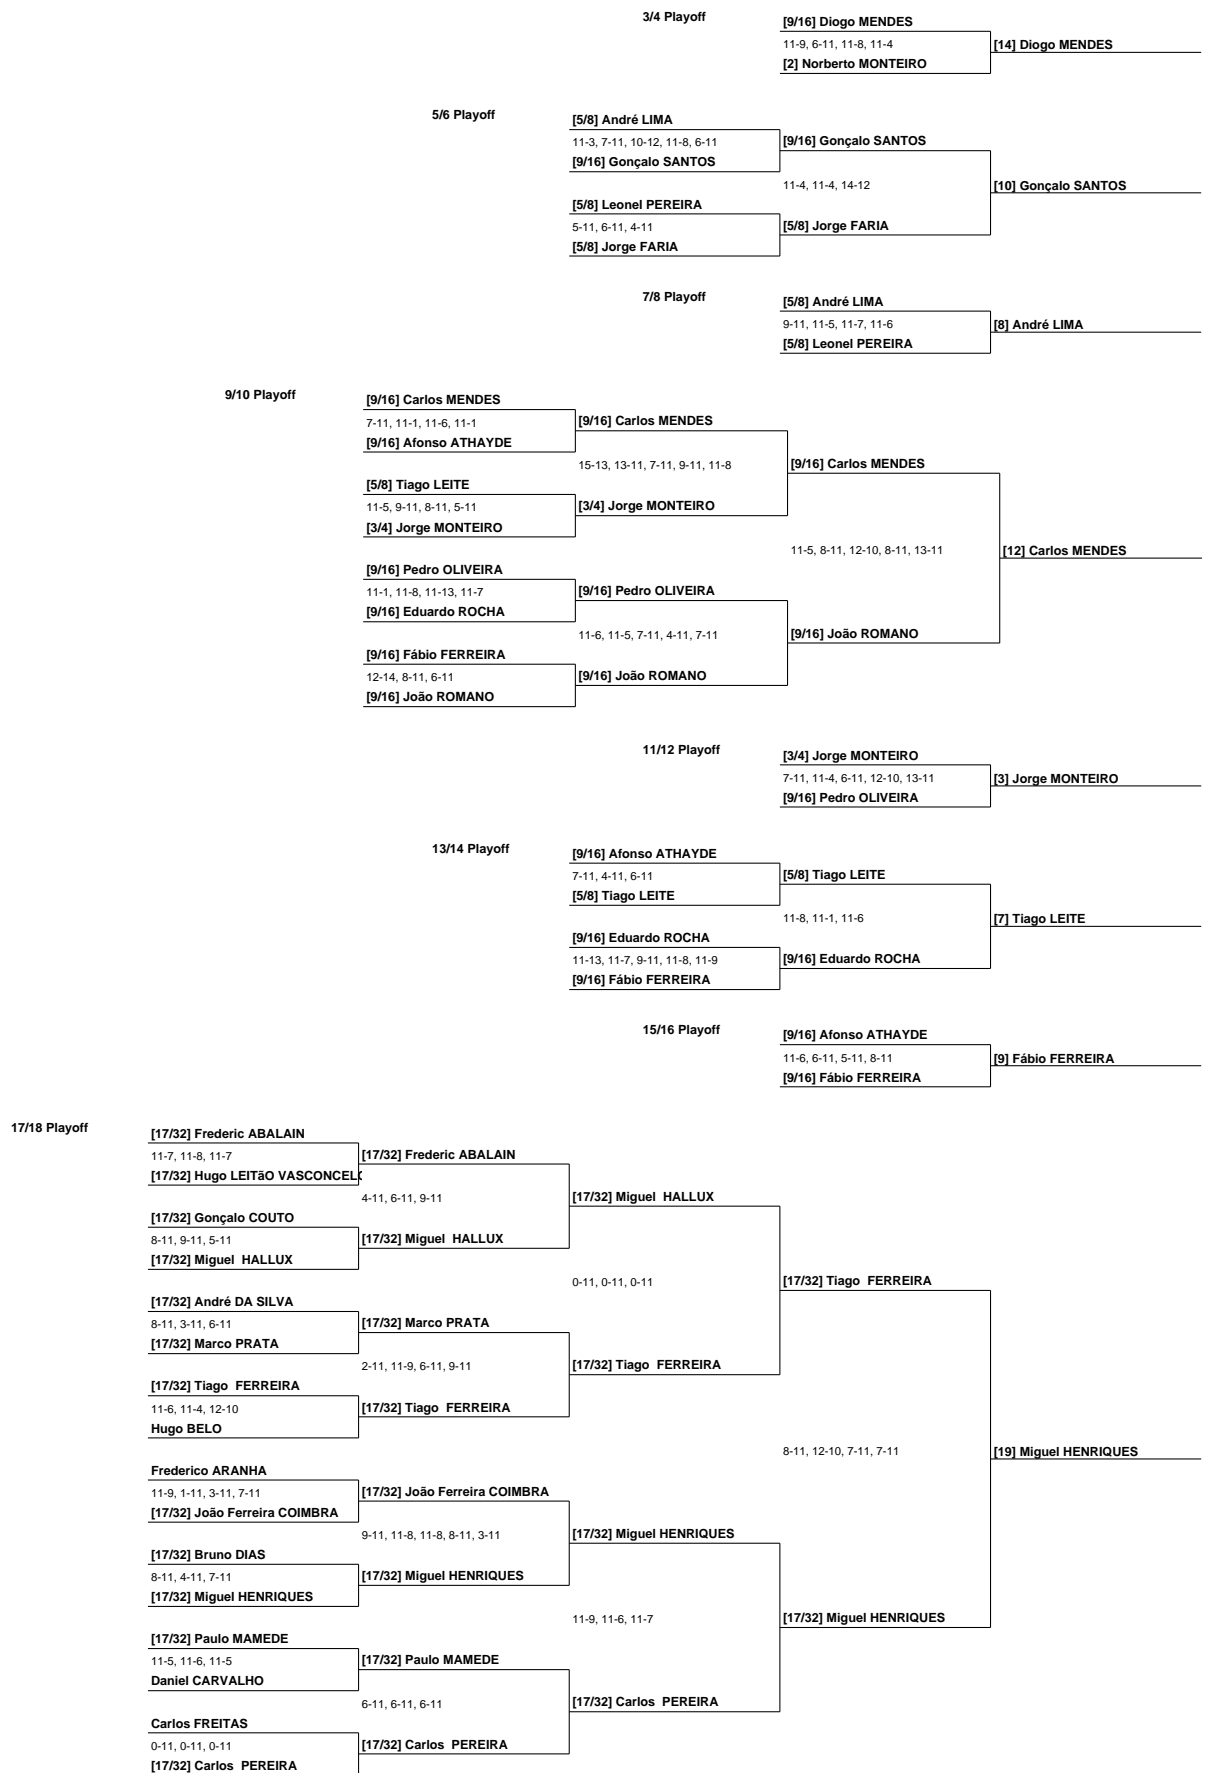 3/4 Playoff
[9/16] Diogo MENDES
11-9, 6-11, 11-8, 11-4
[14] Diogo MENDES
[2] Norberto MONTEIRO
5/6 Playoff
[5/8] André LIMA
11-3, 7-11, 10-12, 11-8, 6-11
[9/16] Gonçalo SANTOS
[9/16] Gonçalo SANTOS
11-4, 11-4, 14-12
[10] Gonçalo SANTOS
[5/8] Leonel PEREIRA
5-11, 6-11, 4-11
[5/8] Jorge FARIA
[5/8] Jorge FARIA
7/8 Playoff
[5/8] André LIMA
9-11, 11-5, 11-7, 11-6
[8] André LIMA
[5/8] Leonel PEREIRA
9/10 Playoff
[9/16] Carlos MENDES
7-11, 11-1, 11-6, 11-1
[9/16] Carlos MENDES
[9/16] Afonso ATHAYDE
15-13, 13-11, 7-11, 9-11, 11-8
[9/16] Carlos MENDES
[5/8] Tiago LEITE
11-5, 9-11, 8-11, 5-11
[3/4] Jorge MONTEIRO
[3/4] Jorge MONTEIRO
11-5, 8-11, 12-10, 8-11, 13-11
[12] Carlos MENDES
[9/16] Pedro OLIVEIRA
11-1, 11-8, 11-13, 11-7
[9/16] Pedro OLIVEIRA
[9/16] Eduardo ROCHA
11-6, 11-5, 7-11, 4-11, 7-11
[9/16] João ROMANO
[9/16] Fábio FERREIRA
12-14, 8-11, 6-11
[9/16] João ROMANO
[9/16] João ROMANO
11/12 Playoff
[3/4] Jorge MONTEIRO
7-11, 11-4, 6-11, 12-10, 13-11
[3] Jorge MONTEIRO
[9/16] Pedro OLIVEIRA
13/14 Playoff
[9/16] Afonso ATHAYDE
7-11, 4-11, 6-11
[5/8] Tiago LEITE
[5/8] Tiago LEITE
11-8, 11-1, 11-6
[7] Tiago LEITE
[9/16] Eduardo ROCHA
11-13, 11-7, 9-11, 11-8, 11-9
[9/16] Eduardo ROCHA
[9/16] Fábio FERREIRA
15/16 Playoff
[9/16] Afonso ATHAYDE
11-6, 6-11, 5-11, 8-11
[9] Fábio FERREIRA
[9/16] Fábio FERREIRA
17/18 Playoff
[17/32] Frederic ABALAIN
11-7, 11-8, 11-7
[17/32] Frederic ABALAIN
[17/32] Hugo LEITãO VASCONCELO
4-11, 6-11, 9-11
[17/32] Miguel HALLUX
[17/32] Gonçalo COUTO
8-11, 9-11, 5-11
[17/32] Miguel HALLUX
[17/32] Miguel HALLUX
0-11, 0-11, 0-11
[17/32] Tiago FERREIRA
[17/32] André DA SILVA
8-11, 3-11, 6-11
[17/32] Marco PRATA
[17/32] Marco PRATA
2-11, 11-9, 6-11, 9-11
[17/32] Tiago FERREIRA
[17/32] Tiago FERREIRA
11-6, 11-4, 12-10
[17/32] Tiago FERREIRA
Hugo BELO
8-11, 12-10, 7-11, 7-11
[19] Miguel HENRIQUES
Frederico ARANHA
11-9, 1-11, 3-11, 7-11
[17/32] João Ferreira COIMBRA
[17/32] João Ferreira COIMBRA
9-11, 11-8, 11-8, 8-11, 3-11
[17/32] Miguel HENRIQUES
[17/32] Bruno DIAS
8-11, 4-11, 7-11
[17/32] Miguel HENRIQUES
[17/32] Miguel HENRIQUES
11-9, 11-6, 11-7
[17/32] Miguel HENRIQUES
[17/32] Paulo MAMEDE
11-5, 11-6, 11-5
[17/32] Paulo MAMEDE
Daniel CARVALHO
6-11, 6-11, 6-11
[17/32] Carlos PEREIRA
Carlos FREITAS
0-11, 0-11, 0-11
[17/32] Carlos PEREIRA
[17/32] Carlos PEREIRA